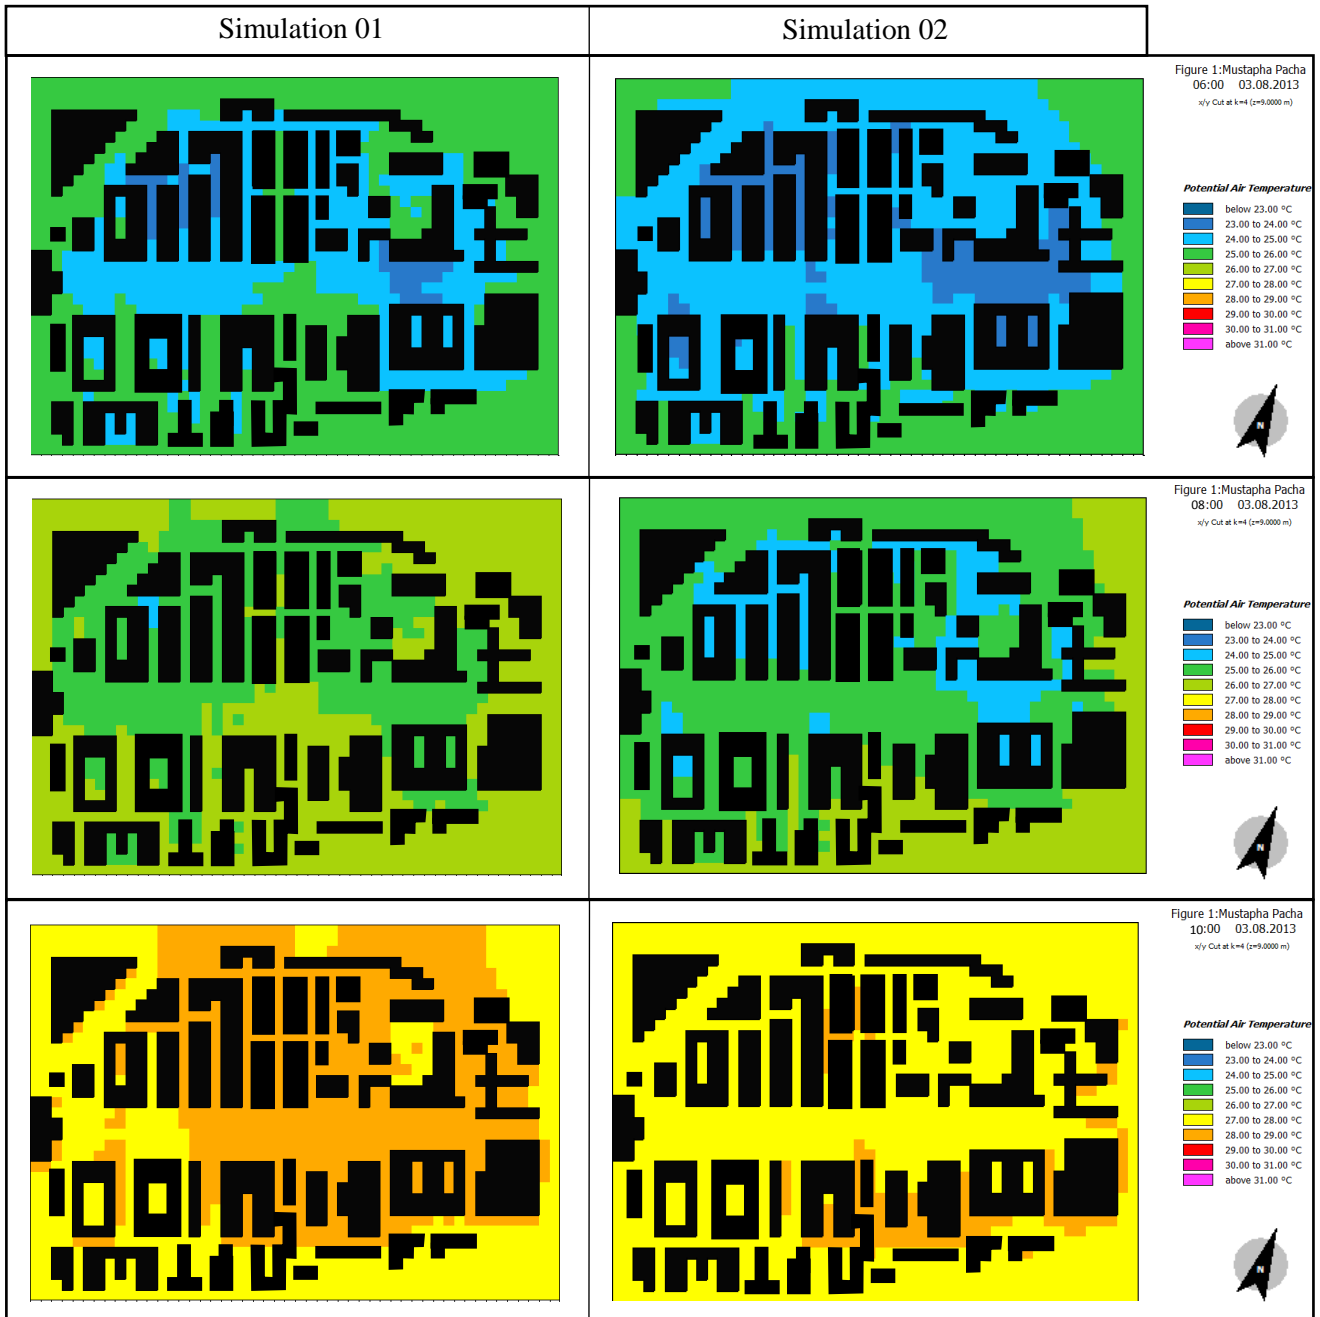 Simulation 01
Simulation 02
Figure 1:Mustapha Pacha
06:00 03.08.2013
x/y Cut at k=4 (z=9.0000 m)
Potential Air Temperature
below 23.00 °C
23.00 to 24.00 °C
24.00 to 25.00 °C
25.00 to 26.00 °C
26.00 to 27.00 °C
27.00 to 28.00 °C
28.00 to 29.00 °C
29.00 to 30.00 °C
30.00 to 31.00 °C
above 31.00 °C
N
Figure 1:Mustapha Pacha
08:00 03.08.2013
x/y Cut at k=4 (z=9.0000 m)
Potential Air Temperature
below 23.00 °C
23.00 to 24.00 °C
24.00 to 25.00 °C
25.00 to 26.00 °C
26.00 to 27.00 °C
27.00 to 28.00 °C
28.00 to 29.00 °C
29.00 to 30.00 °C
30.00 to 31.00 °C
above 31.00 °C
N
Figure 1:Mustapha Pacha
10:00 03.08.2013
x/y Cut at k=4 (z=9.0000 m)
Potential Air Temperature
below 23.00 °C
23.00 to 24.00 °C
24.00 to 25.00 °C
25.00 to 26.00 °C
26.00 to 27.00 °C
27.00 to 28.00 °C
28.00 to 29.00 °C
29.00 to 30.00 °C
30.00 to 31.00 °C
above 31.00 °C
N